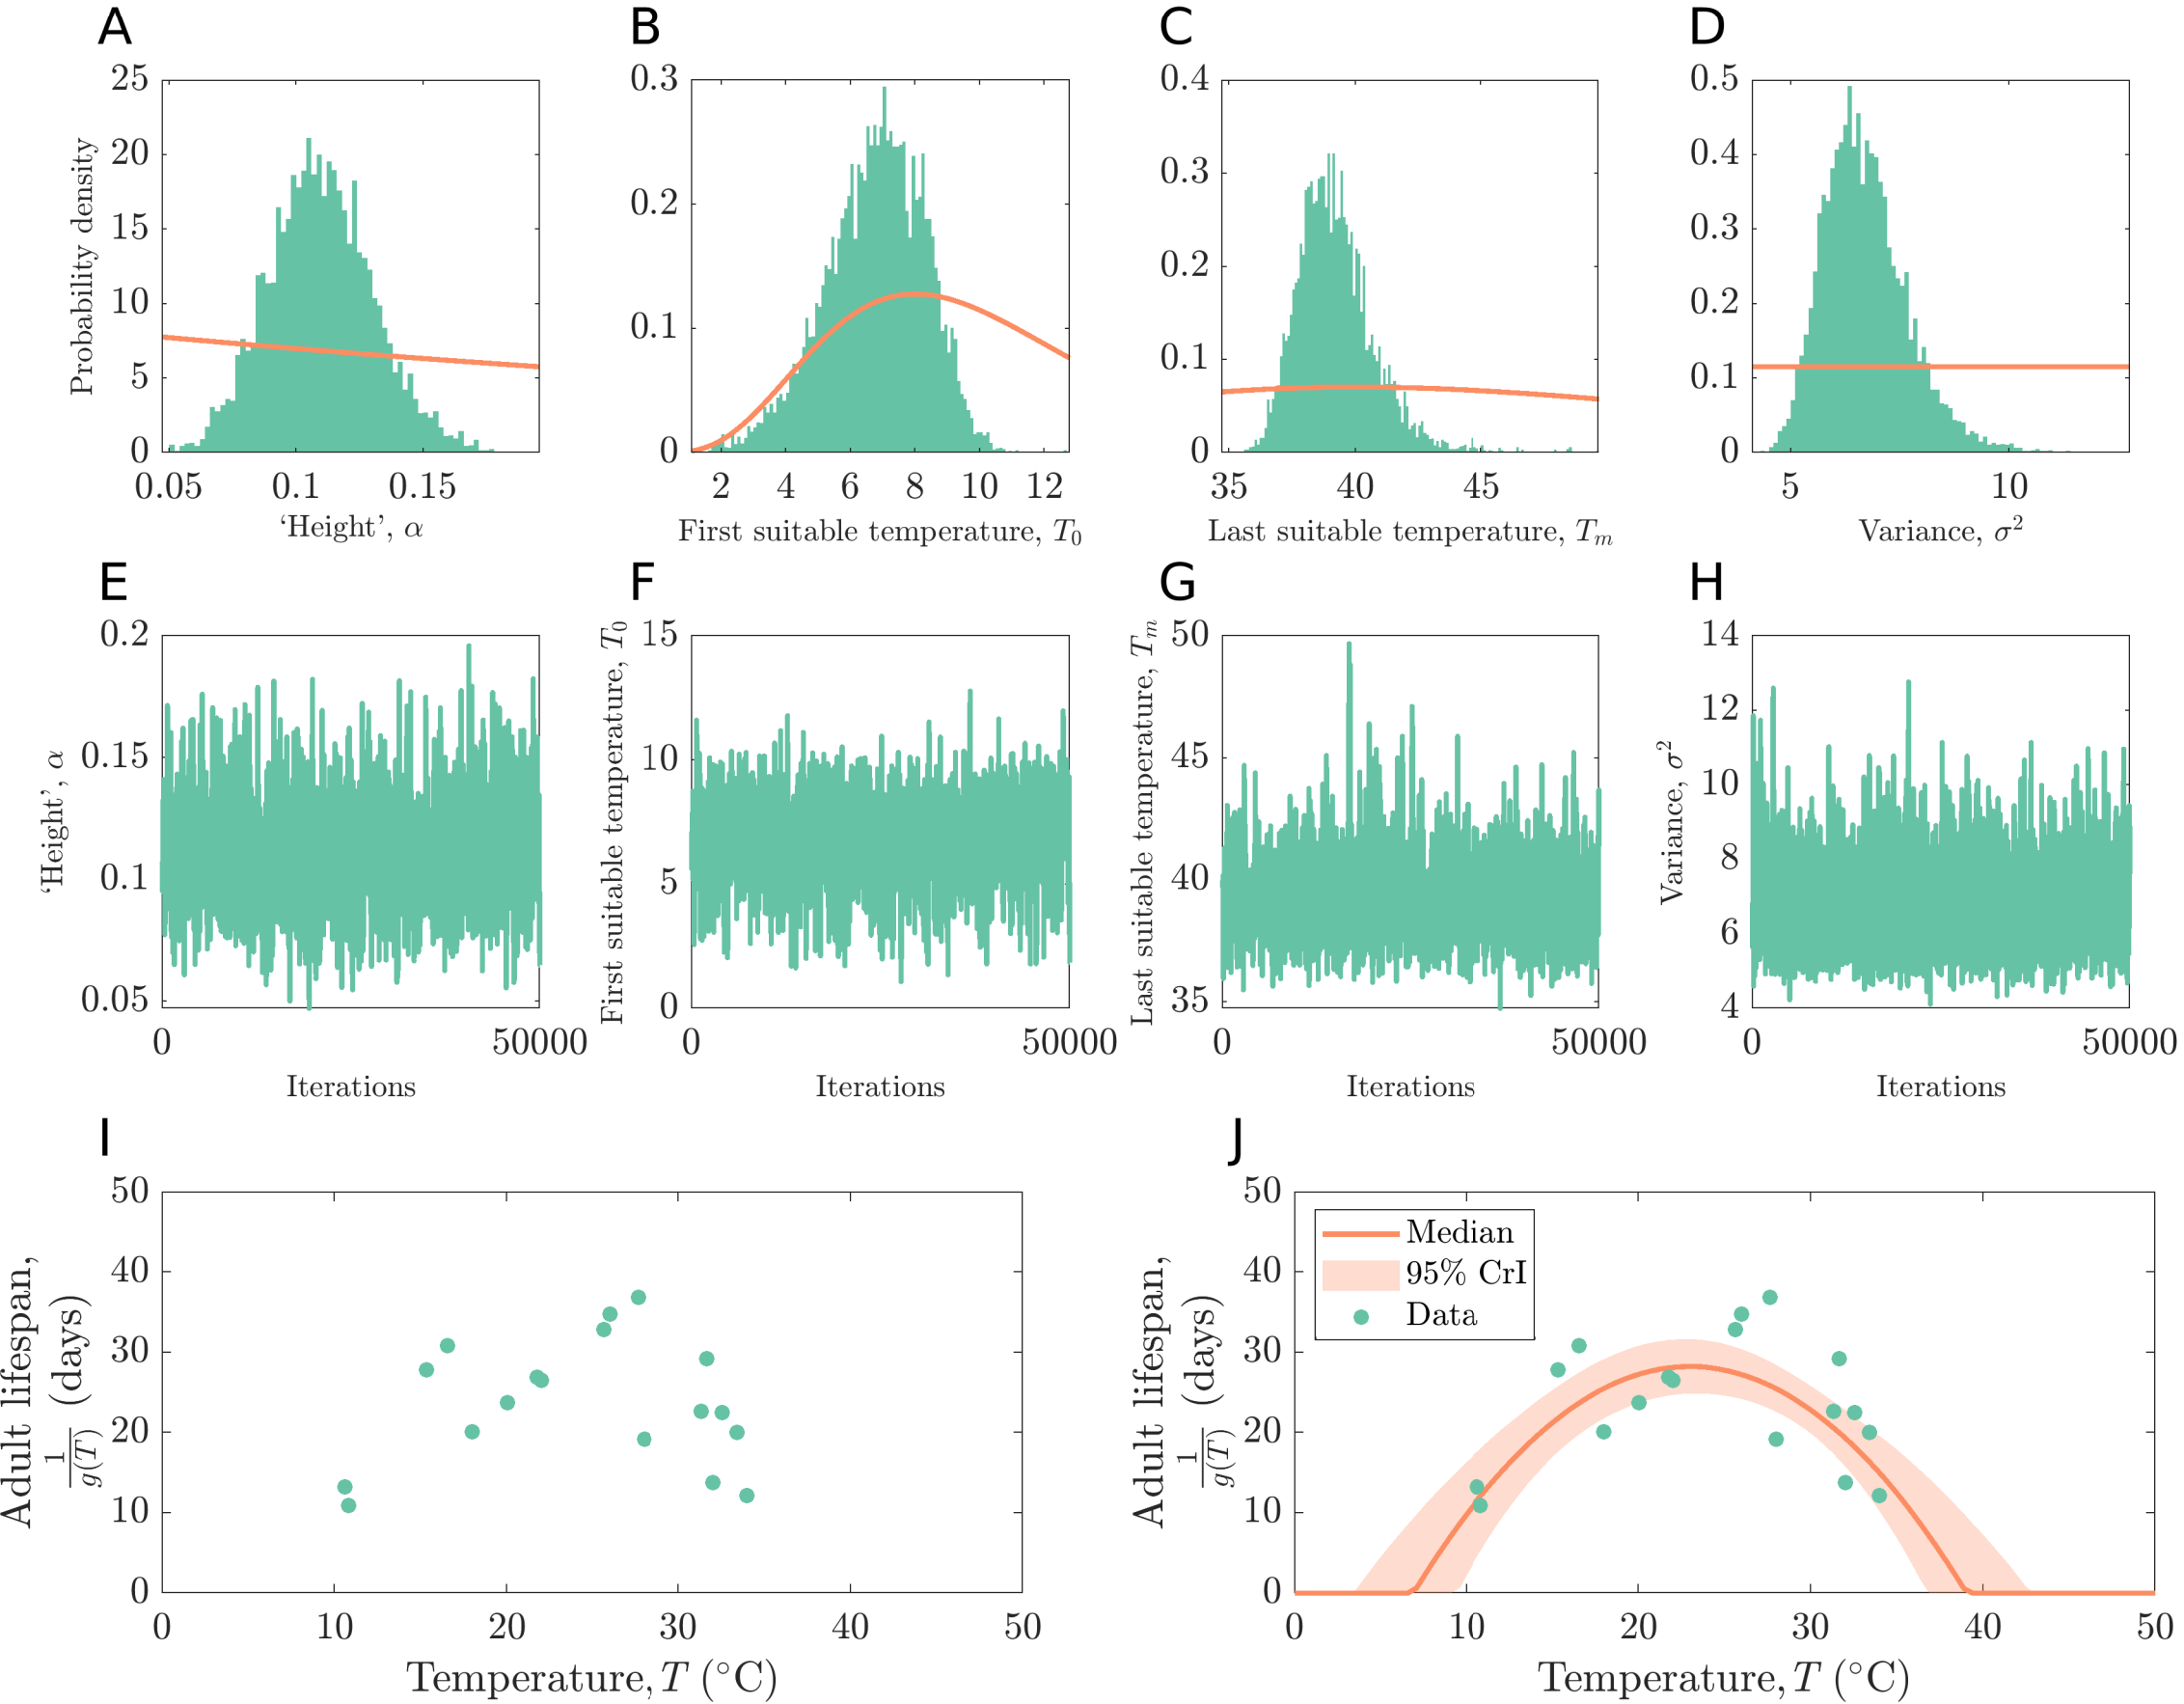 A B C D
25
20
15
10
5
0
Probability density
0.05 0.1 0.15
‘Height’, α
0.3
0.2
0.1
0
2 4 6 8 10 12
First suitable temperature, T0
0.4
0.3
0.2
0.1
0
35 40 45
Last suitable temperature, Tm
0.5
0.4
0.3
0.2
0.1
0
5 10
Variance, σ²
E F G H
0.2
0.15
0.1
0.05
‘Height’, α
0 50000
Iterations
15
10
5
0
First suitable temperature, T0
0 50000
Iterations
50
45
40
35
Last suitable temperature, Tm
0 50000
Iterations
14
12
10
8
6
4
Variance, σ²
0 50000
Iterations
I J
50
40
30
20
10
0
Adult lifespan,
1/g(T) (days)
0 10 20 30 40 50
Temperature, T (°C)
50
40
30
20
10
0
Adult lifespan,
1/g(T) (days)
Median
95% CrI
Data
0 10 20 30 40 50
Temperature, T (°C)